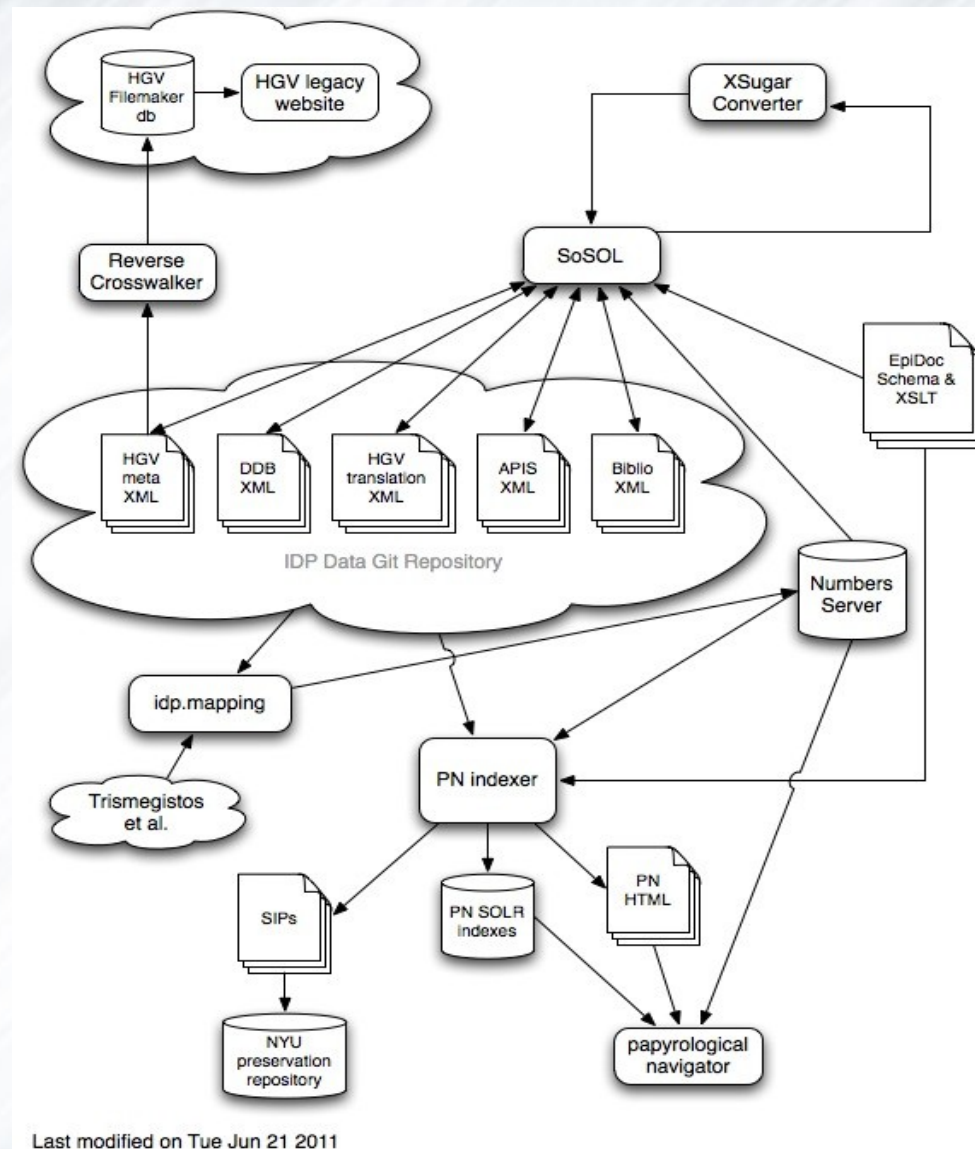 HGV
Filemaker
db
HGV legacy
website
XSugar
Converter
Reverse
Crosswalker
SoSOL
EpiDoc
Schema &
XSLT
HGV
meta
XML
DDB
XML
HGV
translation
XML
APIS
XML
Biblio
XML
IDP Data Git Repository
Numbers
Server
idp.mapping
Trismegistos
et al.
PN indexer
SIPs
PN SOLR
indexes
PN
HTML
NYU
preservation
repository
papyrological
navigator
Last modified on Tue Jun 21 2011